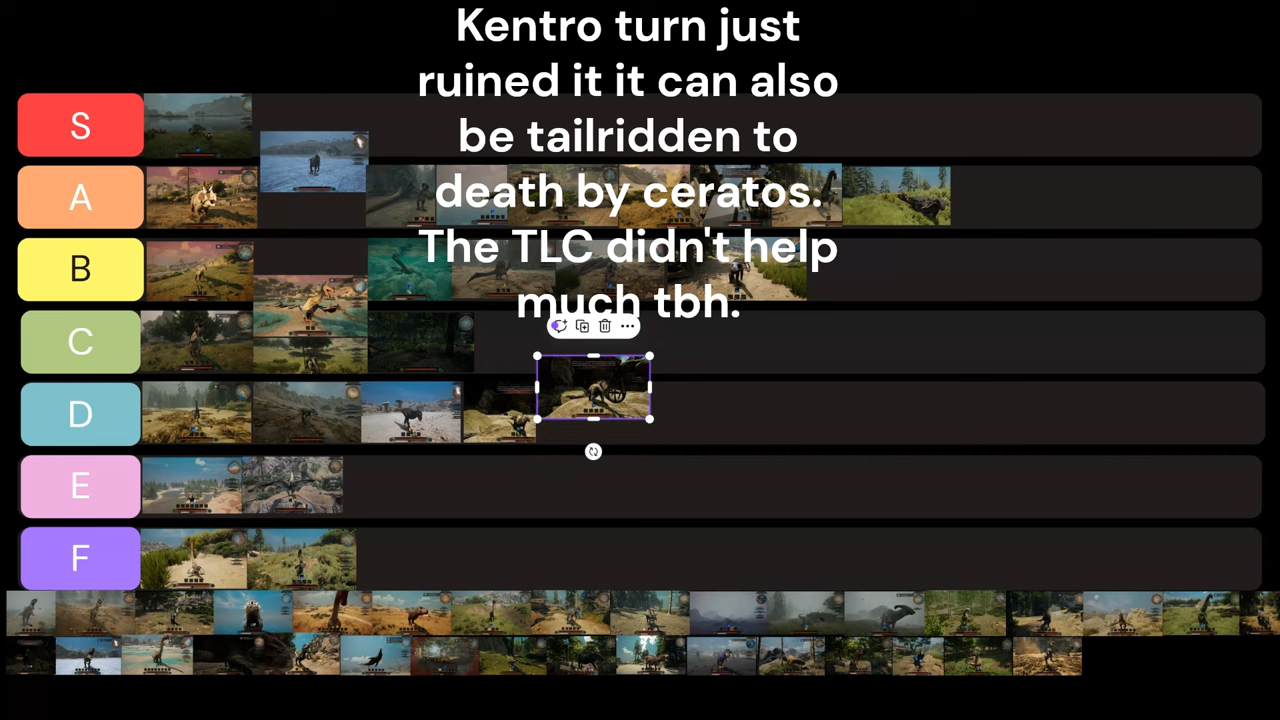 Kentro turn just
ruined it it can also
be tailridden to
death by ceratos.
The TLC didn't help
much tbh.
S
A
B
C
D
E
F